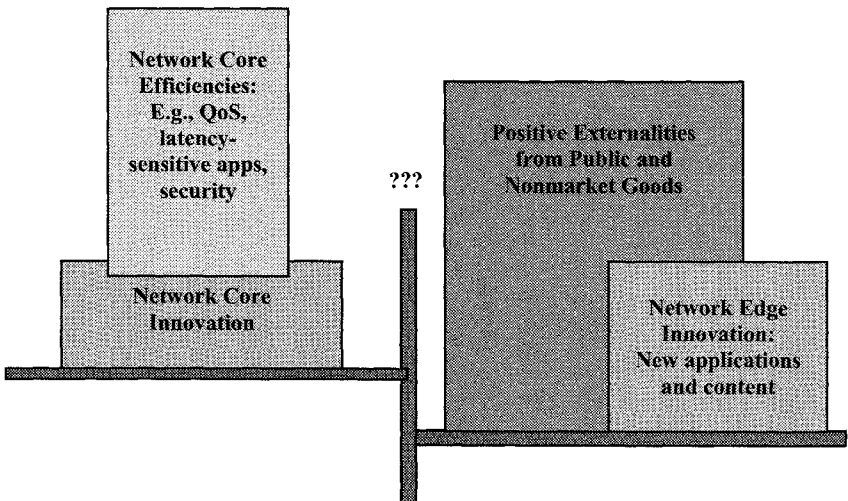 Network Core
Efficiencies:
E.g., QoS,
latency-
sensitive apps,
security
Network Core
Innovation
???
Positive Externalities
from Public and
Nonmarket Goods
Network Edge
Innovation:
New applications
and content